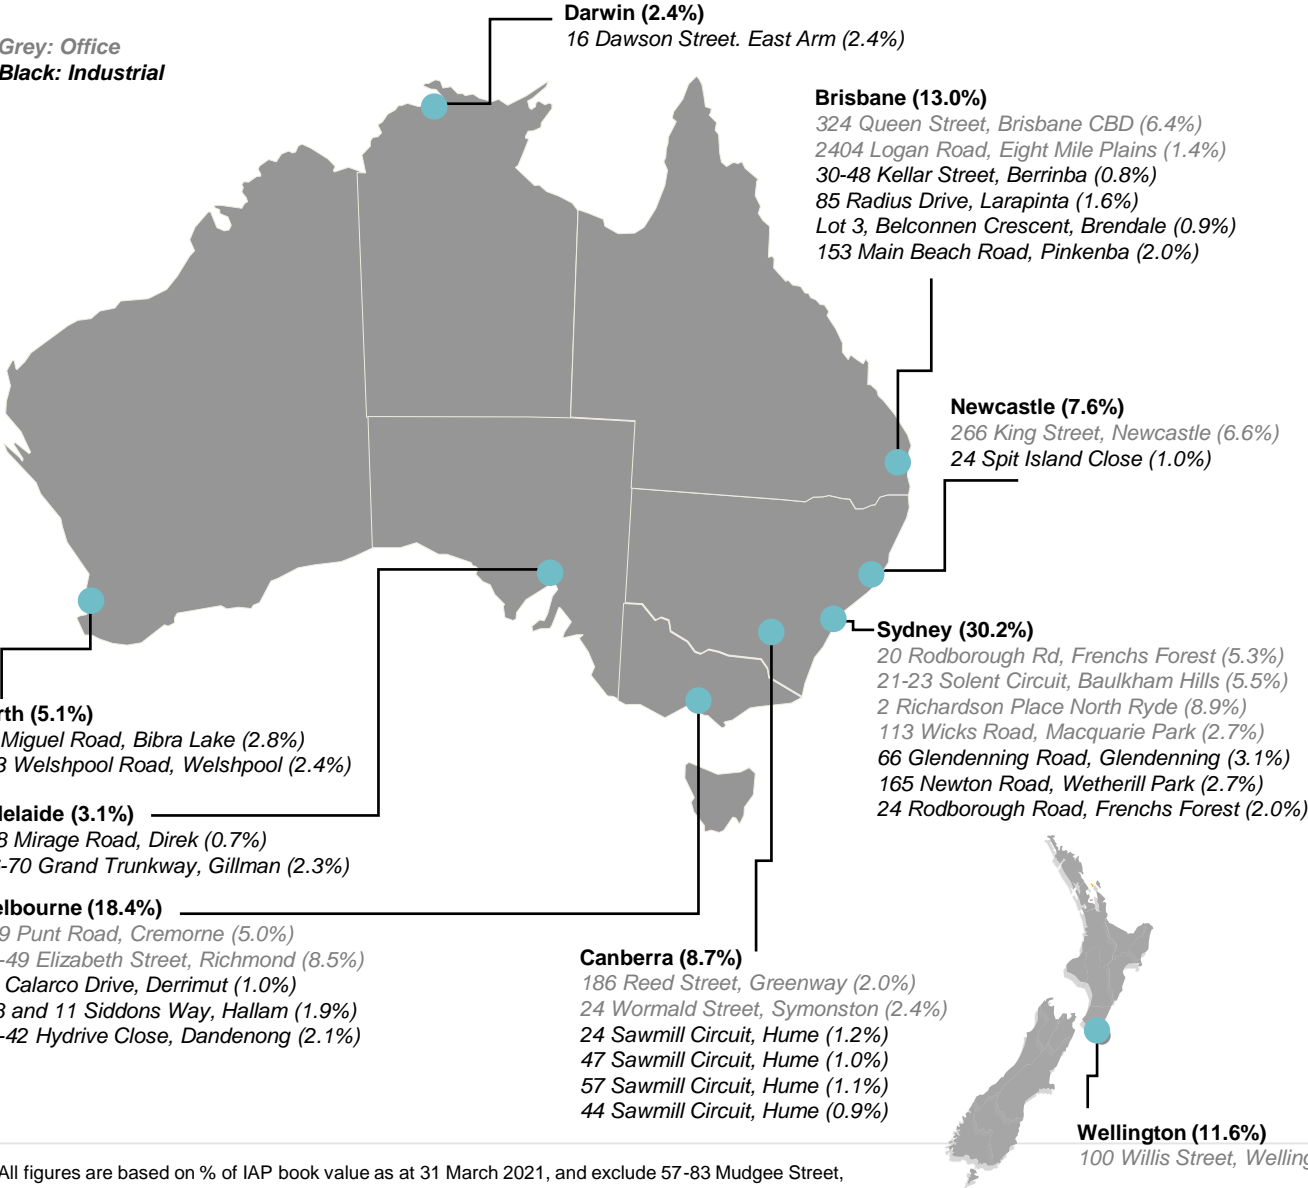 Grey: Office
Black: Industrial
Darwin (2.4%)
16 Dawson Street. East Arm (2.4%)
Brisbane (13.0%)
324 Queen Street, Brisbane CBD (6.4%)
2404 Logan Road, Eight Mile Plains (1.4%)
30-48 Kellar Street, Berrinba (0.8%)
85 Radius Drive, Larapinta (1.6%)
Lot 3, Belconnen Crescent, Brendale (0.9%)
153 Main Beach Road, Pinkenba (2.0%)
Newcastle (7.6%)
266 King Street, Newcastle (6.6%)
24 Spit Island Close (1.0%)
Sydney (30.2%)
20 Rodborough Rd, Frenchs Forest (5.3%)
21-23 Solent Circuit, Baulkham Hills (5.5%)
2 Richardson Place North Ryde (8.9%)
113 Wicks Road, Macquarie Park (2.7%)
66 Glendenning Road, Glendenning (3.1%)
165 Newton Road, Wetherill Park (2.7%)
24 Rodborough Road, Frenchs Forest (2.0%)
rth (5.1%)
Miguel Road, Bibra Lake (2.8%)
3 Welshpool Road, Welshpool (2.4%)
delaide (3.1%)
8 Mirage Road, Direk (0.7%)
-70 Grand Trunkway, Gillman (2.3%)
elbourne (18.4%)
9 Punt Road, Cremorne (5.0%)
-49 Elizabeth Street, Richmond (8.5%)
Calarco Drive, Derrimut (1.0%)
3 and 11 Siddons Way, Hallam (1.9%)
-42 Hydrive Close, Dandenong (2.1%)
Canberra (8.7%)
186 Reed Street, Greenway (2.0%)
24 Wormald Street, Symonston (2.4%)
24 Sawmill Circuit, Hume (1.2%)
47 Sawmill Circuit, Hume (1.0%)
57 Sawmill Circuit, Hume (1.1%)
44 Sawmill Circuit, Hume (0.9%)
Wellington (11.6%)
100 Willis Street, Welling
All figures are based on % of IAP book value as at 31 March 2021, and exclude 57-83 Mudgee Street,